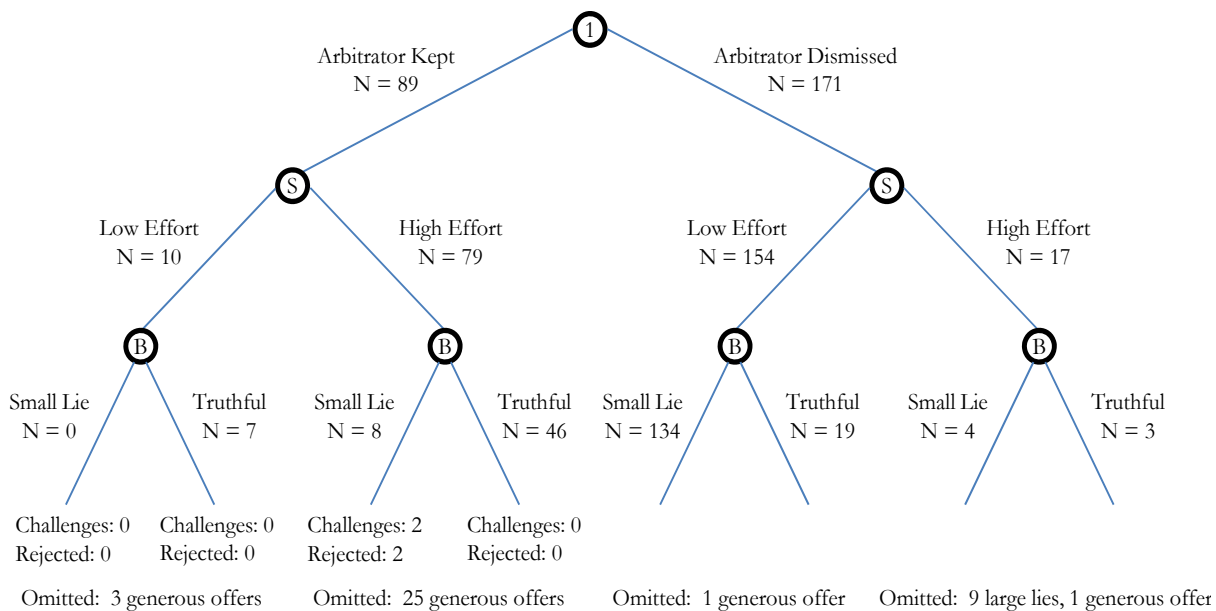 1
Arbitrator Kept
N = 89
Arbitrator Dismissed
N = 171
S
S
Low Effort
N = 10
High Effort
N = 79
Low Effort
N = 154
High Effort
N = 17
B
B
B
B
Small Lie
N = 0
Truthful
N = 7
Small Lie
N = 8
Truthful
N = 46
Small Lie
N = 134
Truthful
N = 19
Small Lie
N = 4
Truthful
N = 3
Challenges: 0
Rejected: 0
Challenges: 0
Rejected: 0
Challenges: 2
Rejected: 2
Challenges: 0
Rejected: 0
Omitted: 3 generous offers
Omitted: 25 generous offers
Omitted: 1 generous offer
Omitted: 9 large lies, 1 generous offer